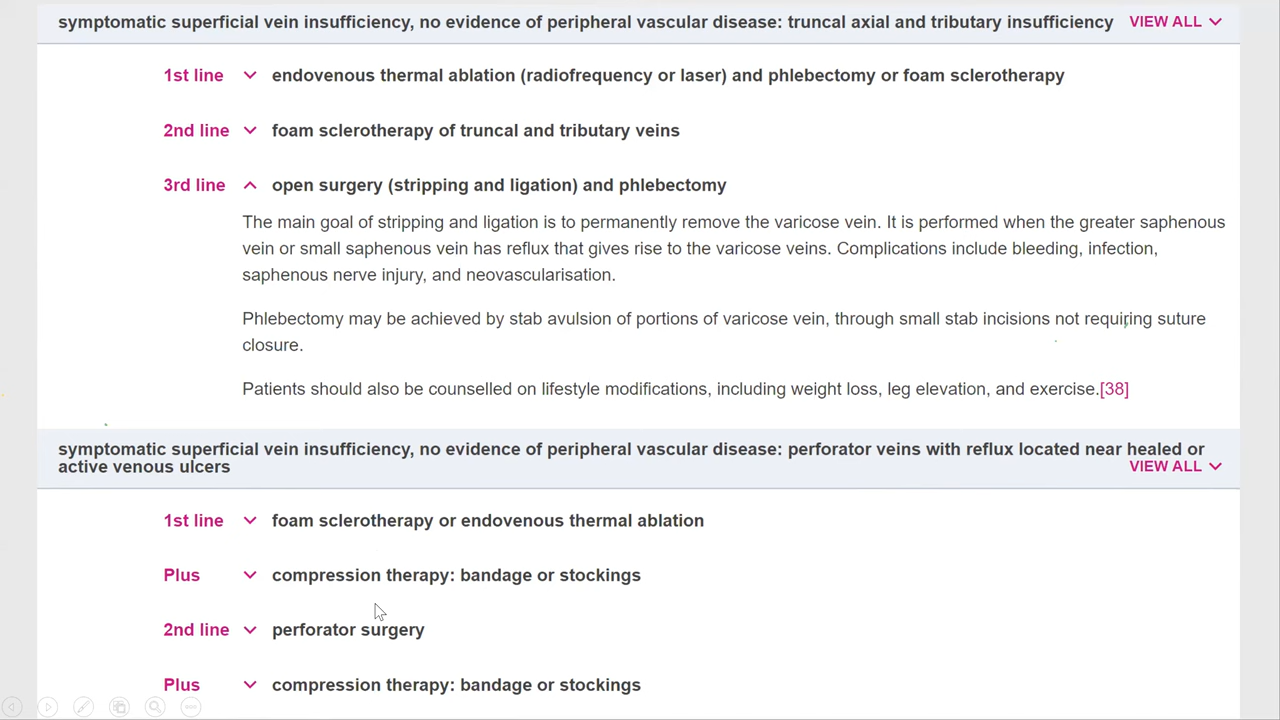 symptomatic superficial vein insufficiency, no evidence of peripheral vascular disease: truncal axial and tributary insufficiency VIEW ALL
1st line endovenous thermal ablation (radiofrequency or laser) and phlebectomy or foam sclerotherapy
2nd line foam sclerotherapy of truncal and tributary veins
3rd line open surgery (stripping and ligation) and phlebectomy
The main goal of stripping and ligation is to permanently remove the varicose vein. It is performed when the greater saphenous
vein or small saphenous vein has reflux that gives rise to the varicose veins. Complications include bleeding, infection,
saphenous nerve injury, and neovascularisation.
Phlebectomy may be achieved by stab avulsion of portions of varicose vein, through small stab incisions not requiring suture
closure.
Patients should also be counselled on lifestyle modifications, including weight loss, leg elevation, and exercise.[38]
symptomatic superficial vein insufficiency, no evidence of peripheral vascular disease: perforator veins with reflux located near healed or
active venous ulcers VIEW ALL
1st line foam sclerotherapy or endovenous thermal ablation
Plus compression therapy: bandage or stockings
2nd line perforator surgery
Plus compression therapy: bandage or stockings